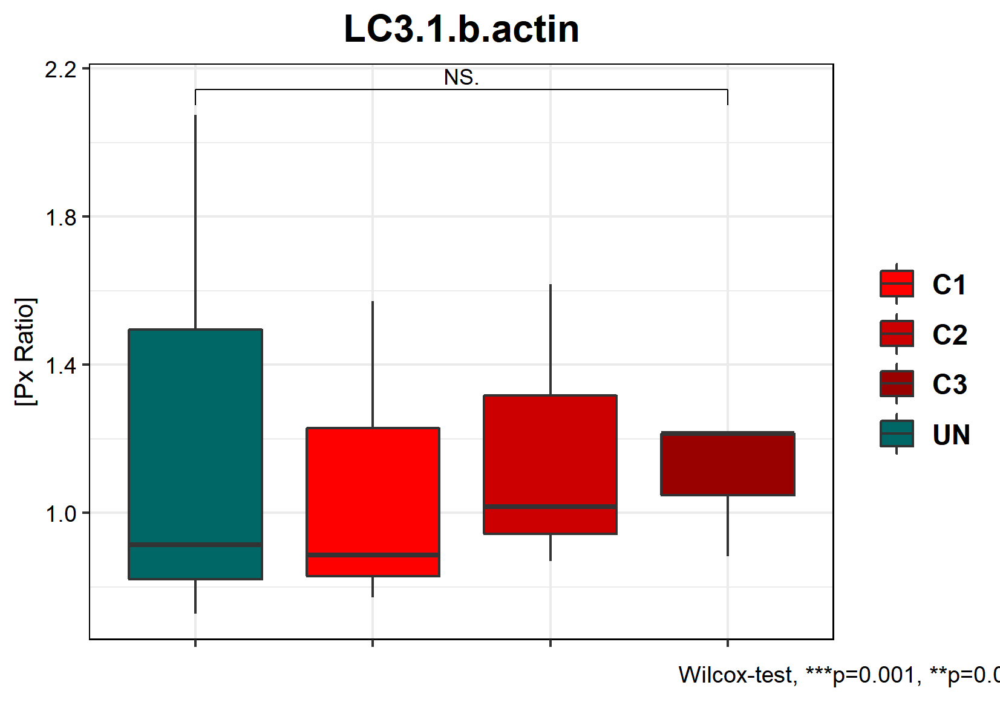 LC3.1.b.actin
2.2
NS.
1.8
1.4
1.0
[Px Ratio]
C1
C2
C3
UN
Wilcox-test, ***p=0.001, **p=0.0